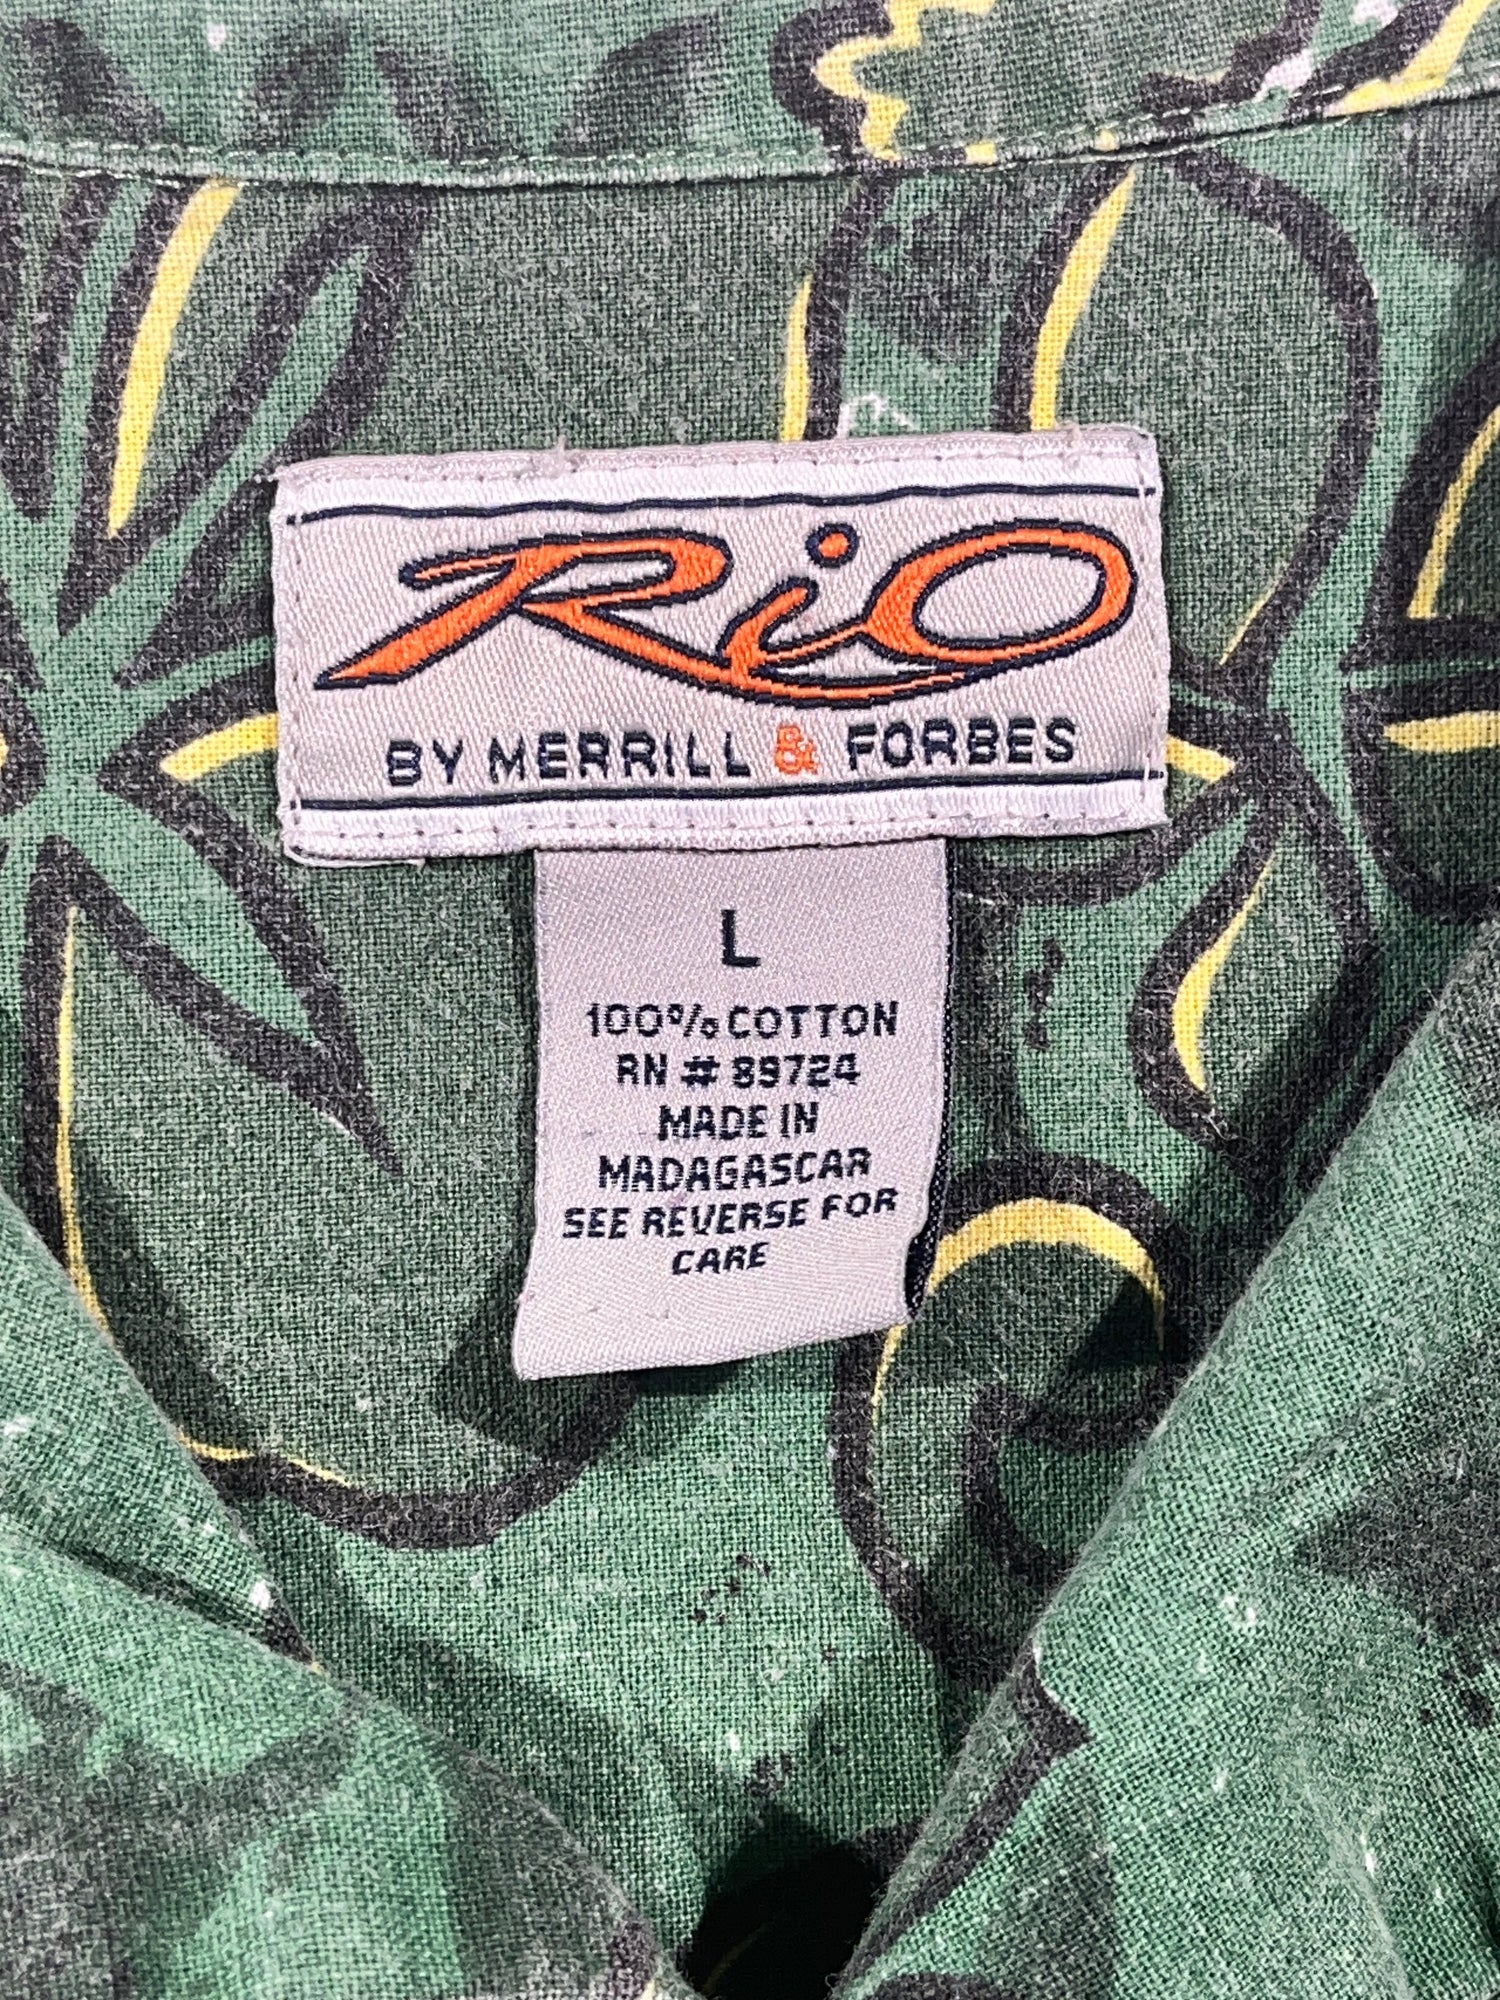 RiO
BY MERRILL & FORBES
L
100% COTTON
RN # 89724
MADE IN
MADAGASCAR
SEE REVERSE FOR
CARE